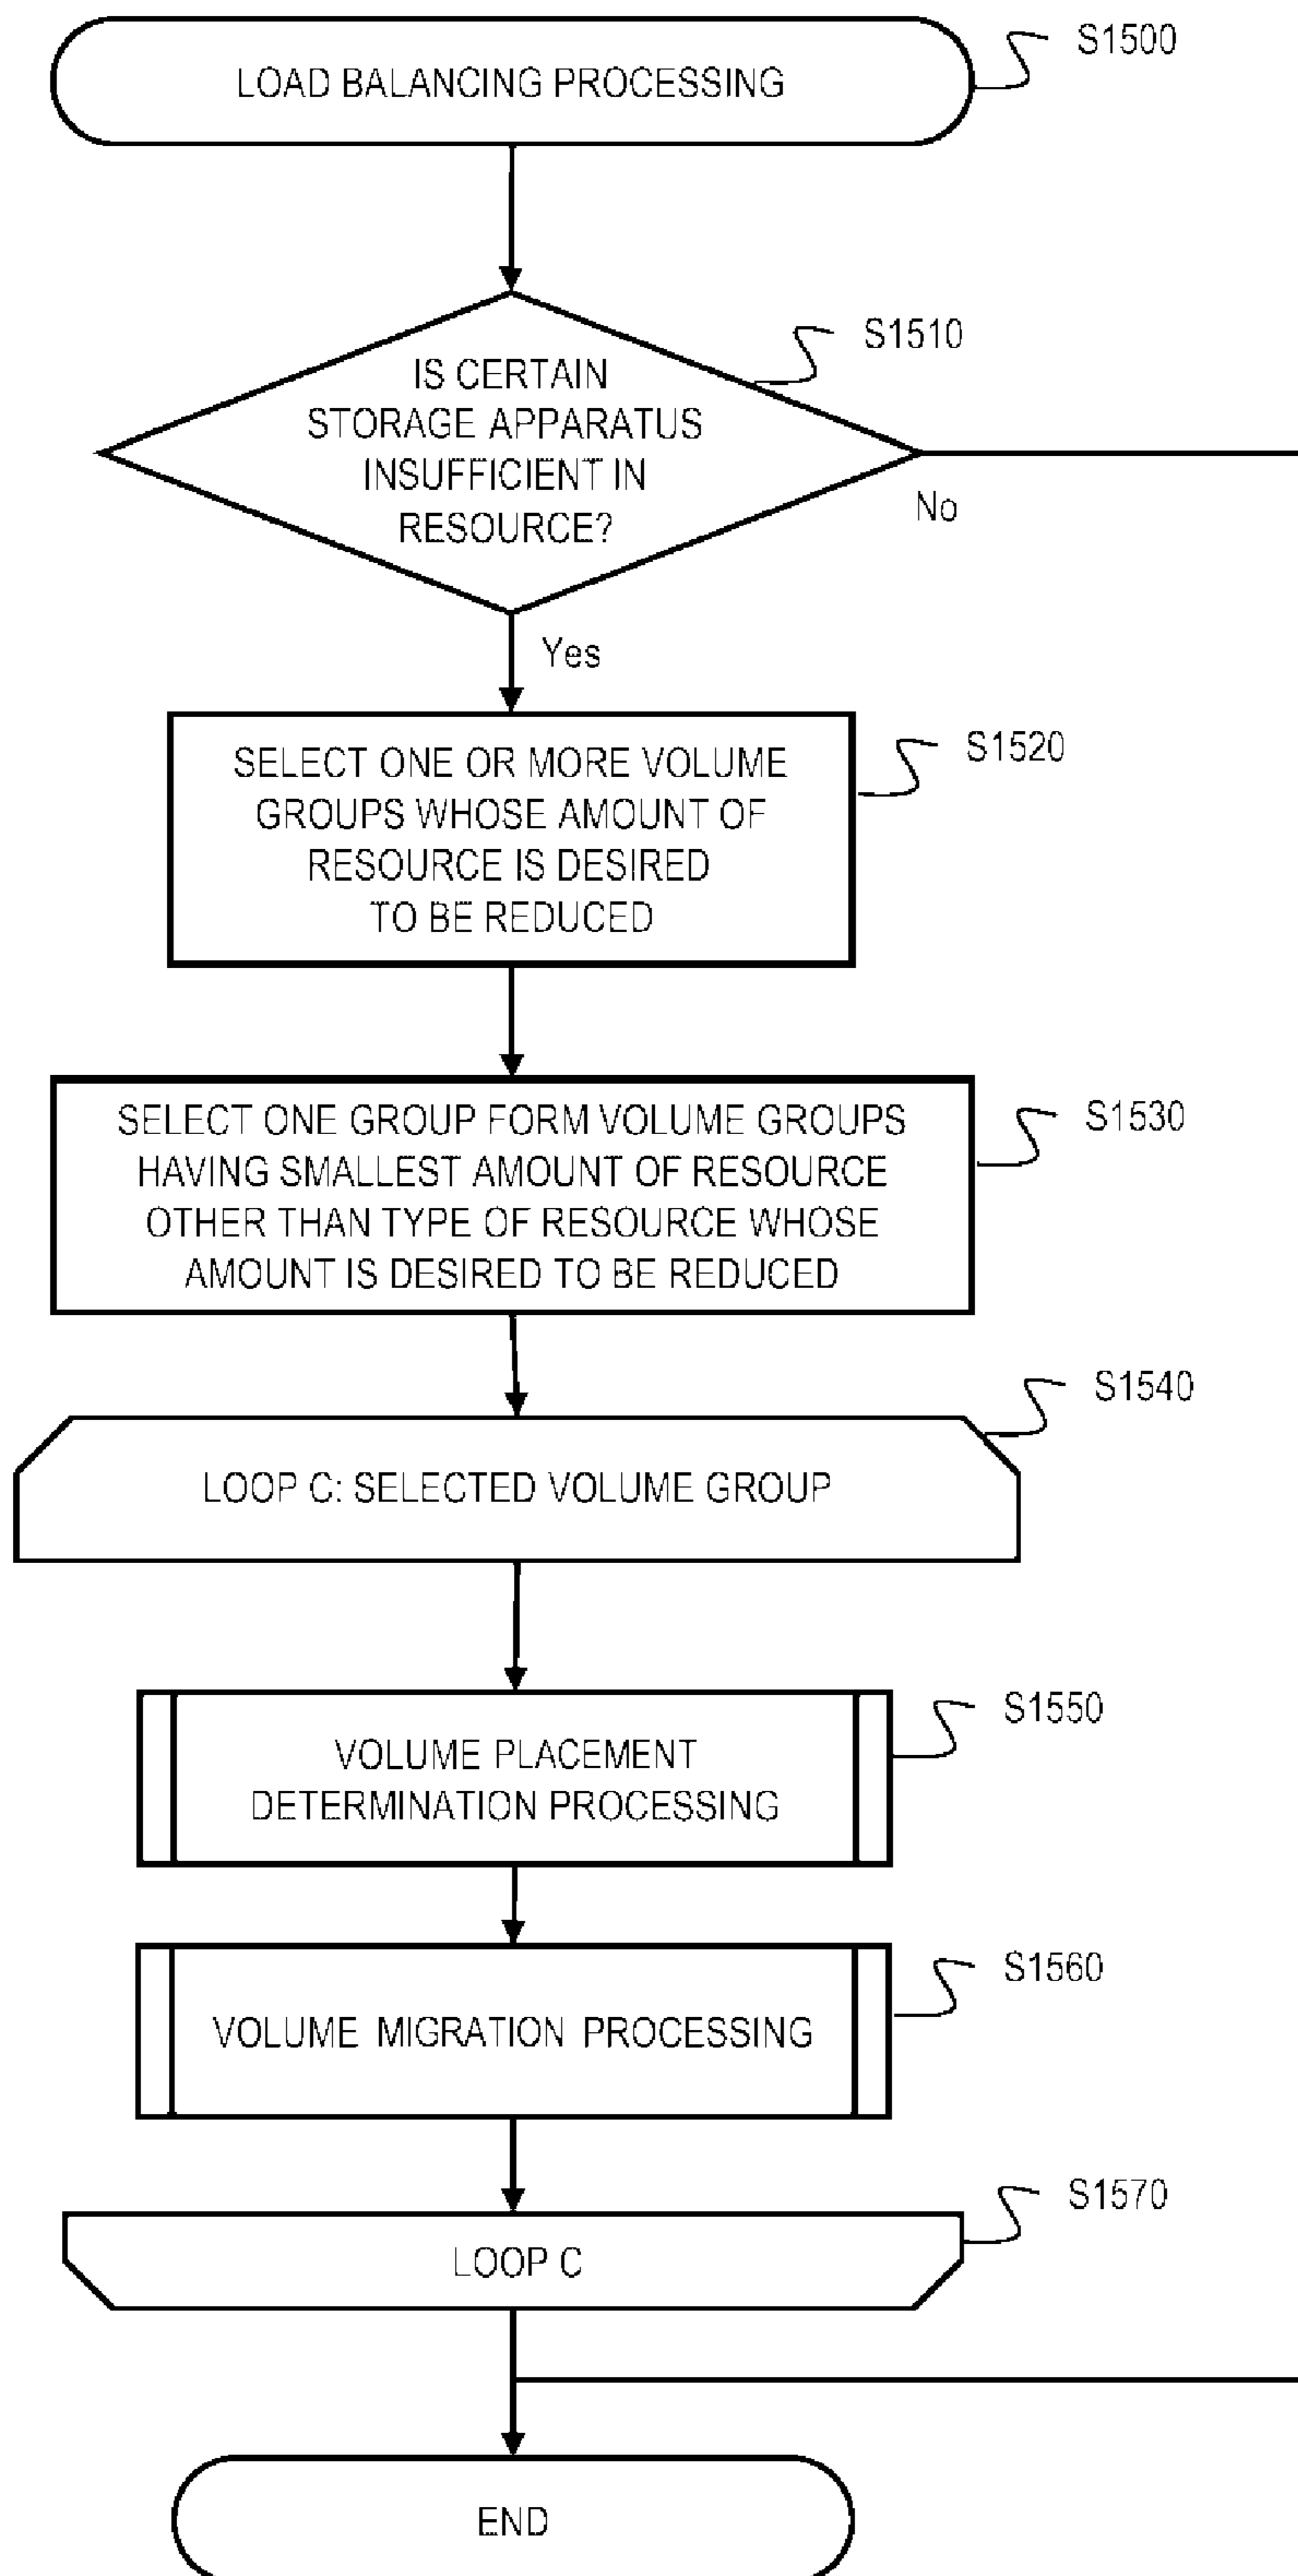 LOAD BALANCING PROCESSING
S1500
IS CERTAIN
STORAGE APPARATUS
INSUFFICIENT IN
RESOURCE?
S1510
No
Yes
SELECT ONE OR MORE VOLUME
GROUPS WHOSE AMOUNT OF
RESOURCE IS DESIRED
TO BE REDUCED
S1520
SELECT ONE GROUP FORM VOLUME GROUPS
HAVING SMALLEST AMOUNT OF RESOURCE
OTHER THAN TYPE OF RESOURCE WHOSE
AMOUNT IS DESIRED TO BE REDUCED
S1530
LOOP C: SELECTED VOLUME GROUP
S1540
VOLUME PLACEMENT
DETERMINATION PROCESSING
S1550
VOLUME MIGRATION PROCESSING
S1560
LOOP C
S1570
END